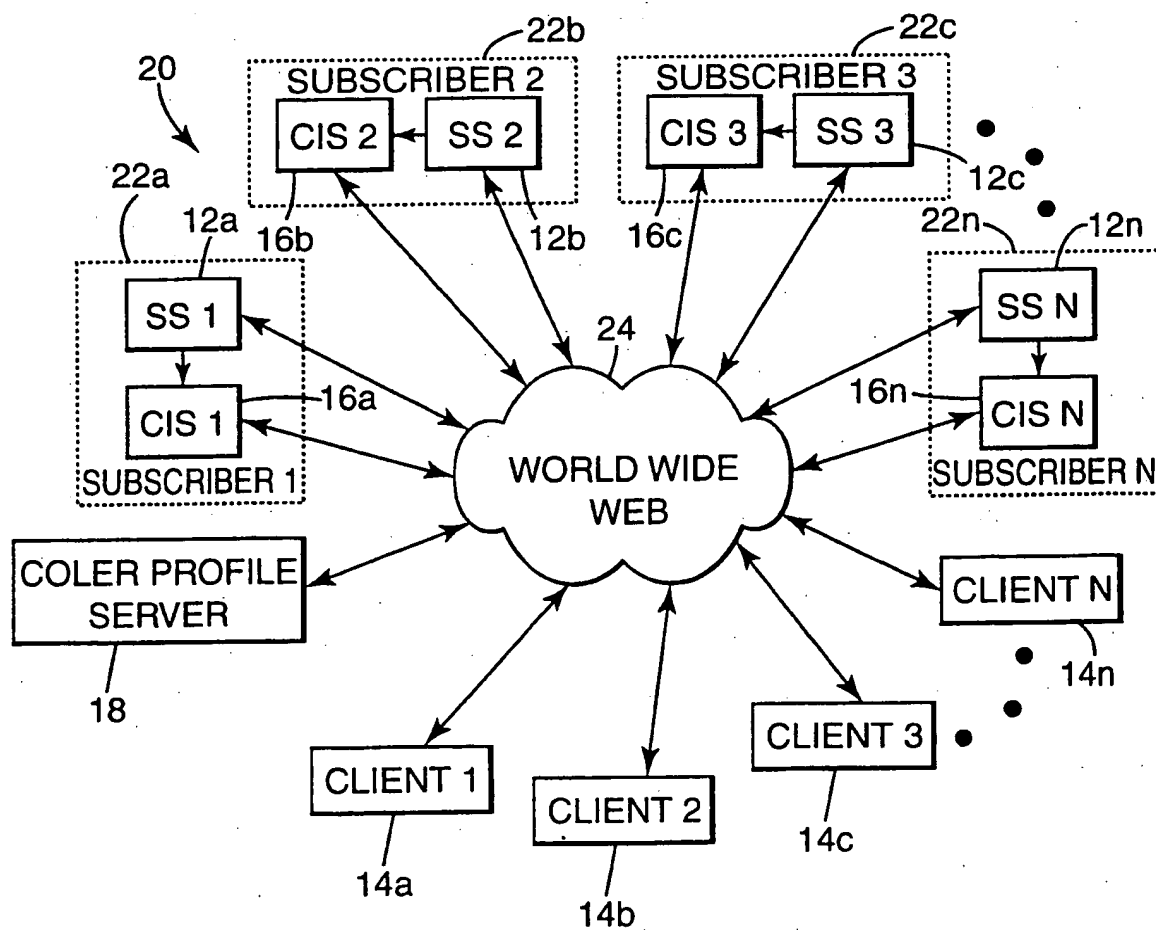 20
22b
22c
SUBSCRIBER 2
CIS 2
SS 2
16b
12b
SUBSCRIBER 3
CIS 3
SS 3
16c
12c
22a
12a
SS 1
16a
CIS 1
SUBSCRIBER 1
22n
12n
SS N
16n
CIS N
SUBSCRIBER N
24
WORLD WIDE
WEB
COLER PROFILE
SERVER
18
CLIENT N
14n
CLIENT 3
14c
CLIENT 1
14a
CLIENT 2
14b